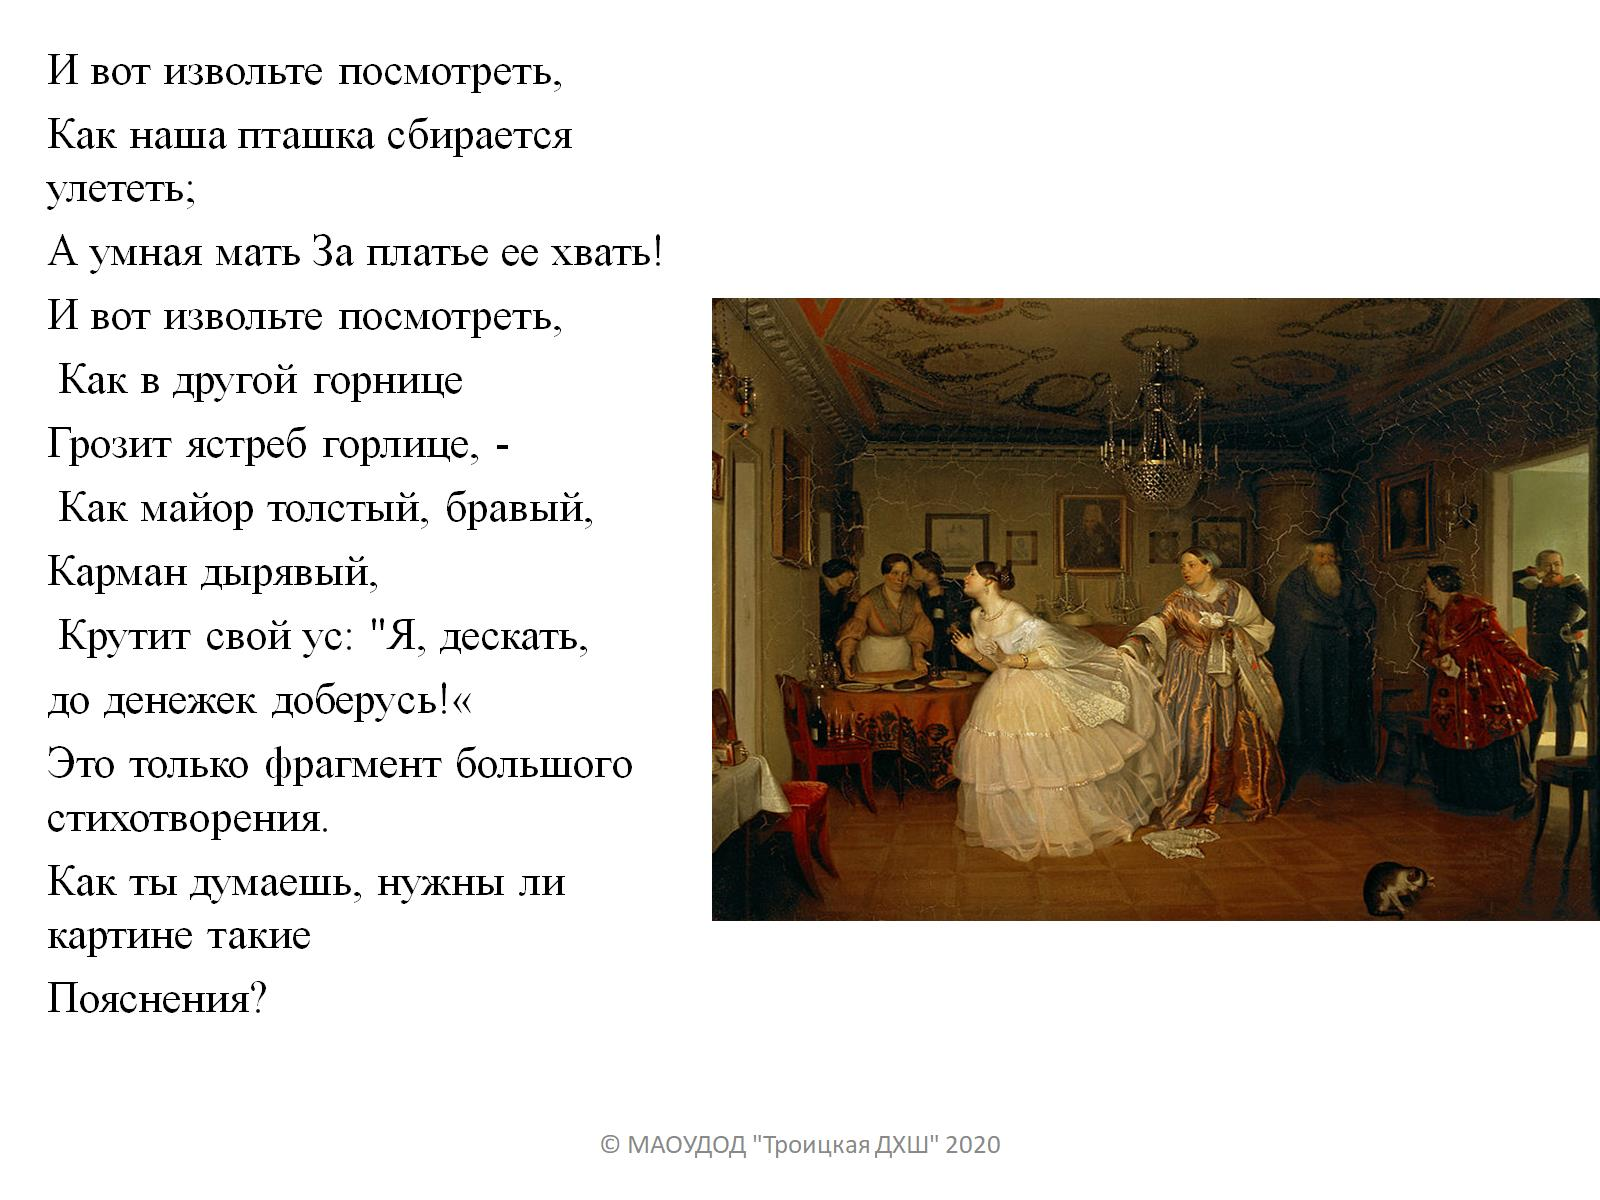 И вот извольте посмотреть,
Как наша пташка сбирается
улететь;
А умная мать За платье ее хвать!
И вот извольте посмотреть,
Как в другой горнице
Грозит ястреб горлице, -
Как майор толстый, бравый,
Карман дырявый,
Крутит свой ус: "Я, дескать,
до денежек доберусь!«
Это только фрагмент большого
стихотворения.
Как ты думаешь, нужны ли
картине такие
Пояснения?
© МАОУДОД "Троицкая ДХШ" 2020